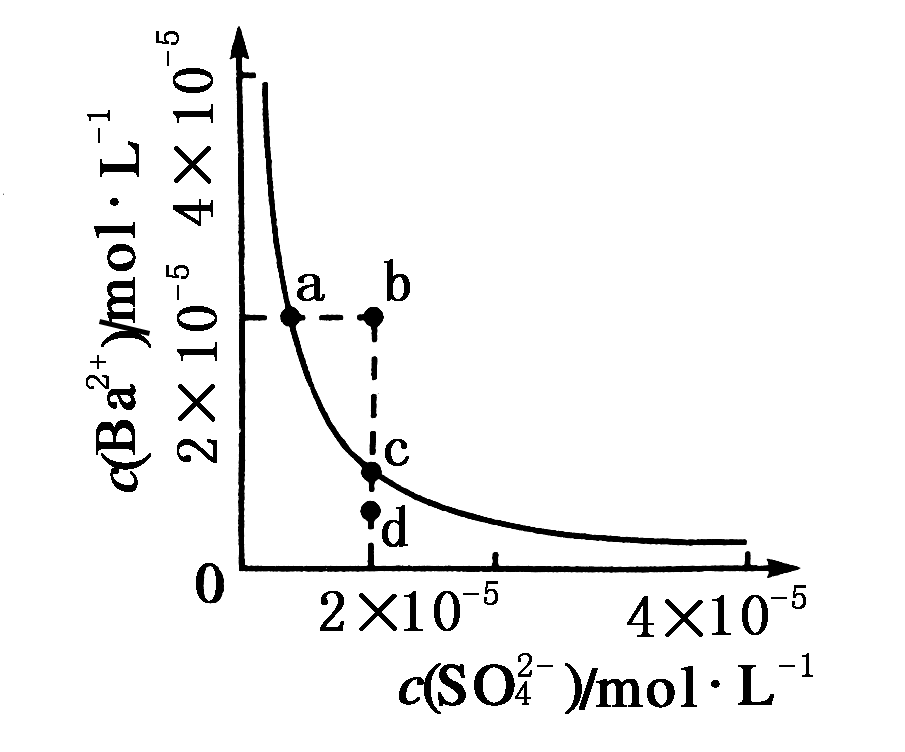 c(Ba²⁺)/mol·L⁻¹
4×10⁻⁵
2×10⁻⁵
a
b
c
d
0
2×10⁻⁵
4×10⁻⁵
c(SO₄²⁻)/mol·L⁻¹